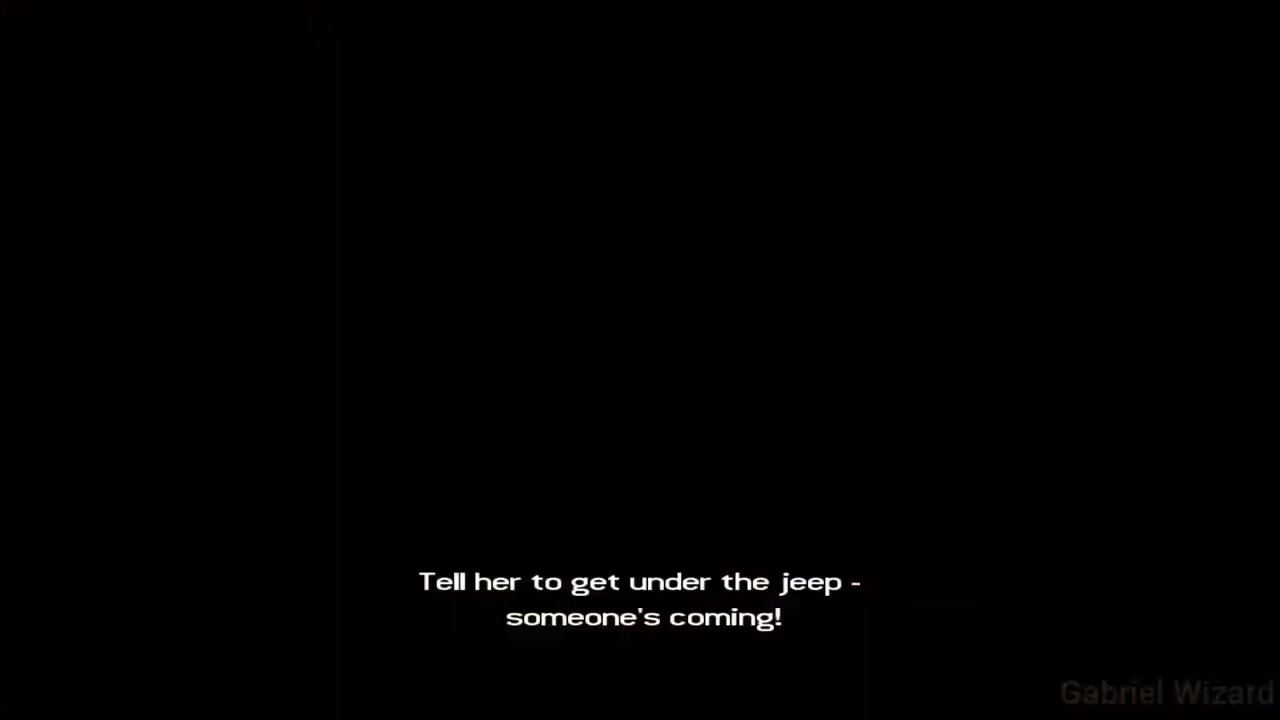 Tell her to get under the jeep -
someone's coming!
Gabriel Wizard